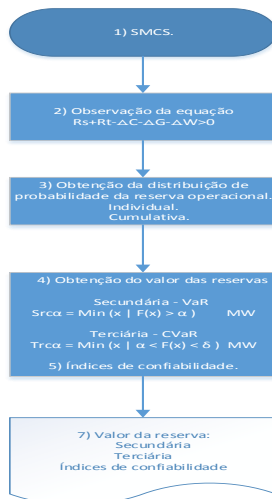 1) SMCS.
2) Observação da equação
Rs+Rt-△C-△G-△W>0
3) Obtenção da distribuição de
probabilidade da reserva operacional.
Individual.
Cumulativa.
4) Obtenção do valor das reservas
Secundária - VaR
Srcα = Min (x | F(x) > α ) MW
Terciária - CVaR
Trcα = Min (x | α < F(x) < δ ) MW
5) Índices de confiabilidade.
7) Valor da reserva:
Secundária
Terciária
Índices de confiabilidade